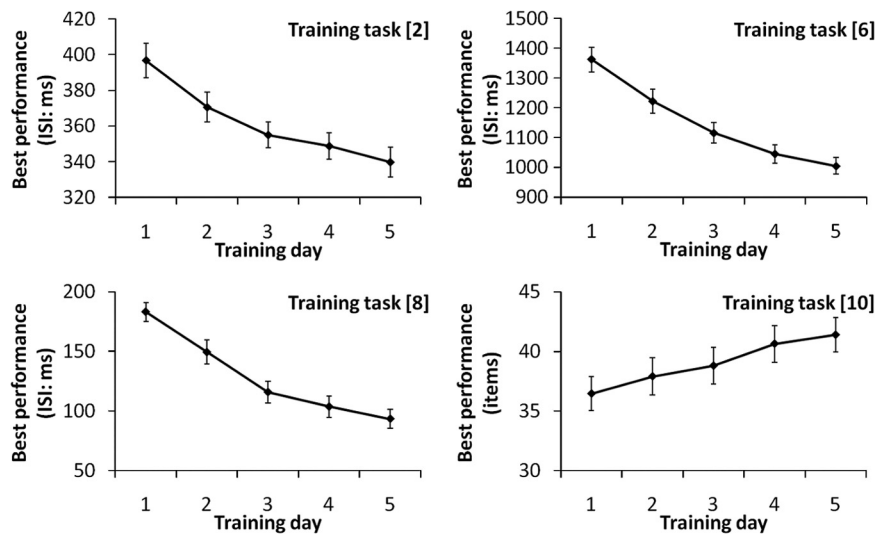 Training task [2]
Best performance
(ISI: ms)
420
400
380
360
340
320
1 2 3 4 5
Training day
Training task [6]
Best performance
(ISI: ms)
1500
1400
1300
1200
1100
1000
900
1 2 3 4 5
Training day
Training task [8]
Best performance
(ISI: ms)
200
150
100
50
1 2 3 4 5
Training day
Training task [10]
Best performance
(items)
45
40
35
30
1 2 3 4 5
Training day